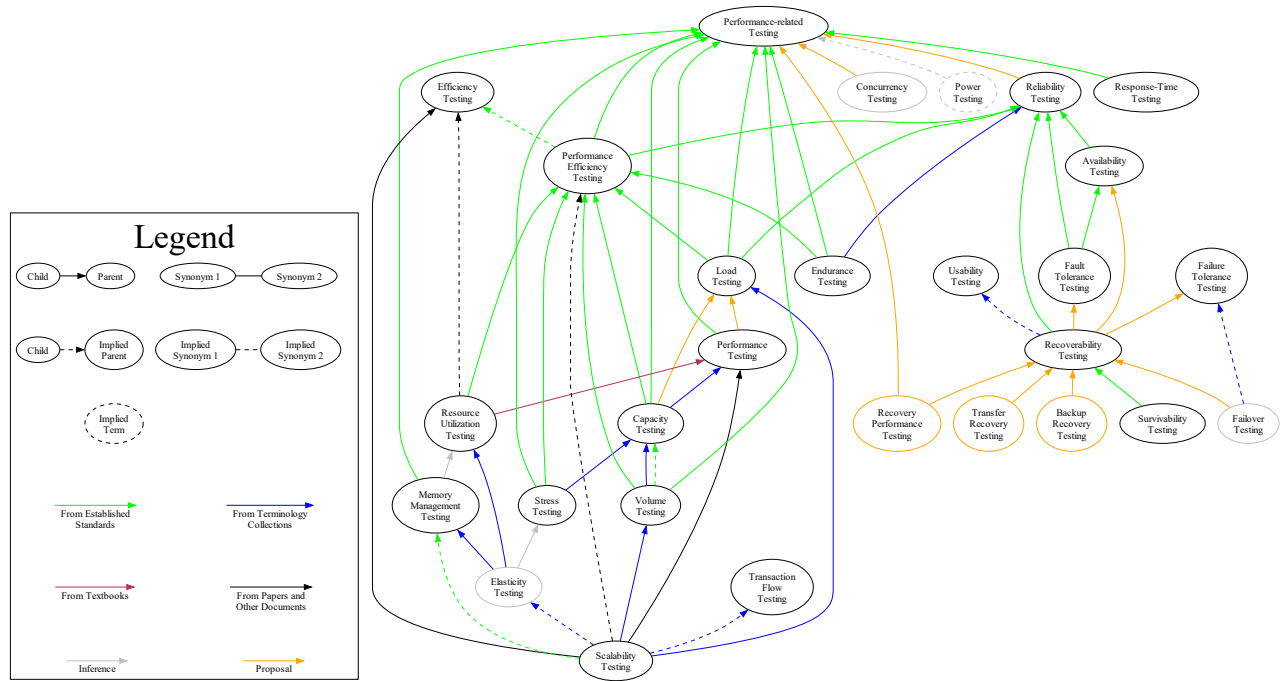 Legend
Child
Parent
Synonym 1
Synonym 2
Child
Implied
Parent
Implied
Synonym 1
Implied
Synonym 2
Implied
Term
From Established
Standards
From Terminology
Collections
From Textbooks
From Papers and
Other Documents
Inference
Proposal
Performance-related
Testing
Efficiency
Testing
Concurrency
Testing
Power
Testing
Reliability
Testing
Response-Time
Testing
Performance
Efficiency
Testing
Availability
Testing
Load
Testing
Endurance
Testing
Usability
Testing
Fault
Tolerance
Testing
Failure
Tolerance
Testing
Performance
Testing
Recoverability
Testing
Resource
Utilization
Testing
Capacity
Testing
Recovery
Performance
Testing
Transfer
Recovery
Testing
Backup
Recovery
Testing
Survivability
Testing
Failover
Testing
Memory
Management
Testing
Stress
Testing
Volume
Testing
Elasticity
Testing
Transaction
Flow
Testing
Scalability
Testing